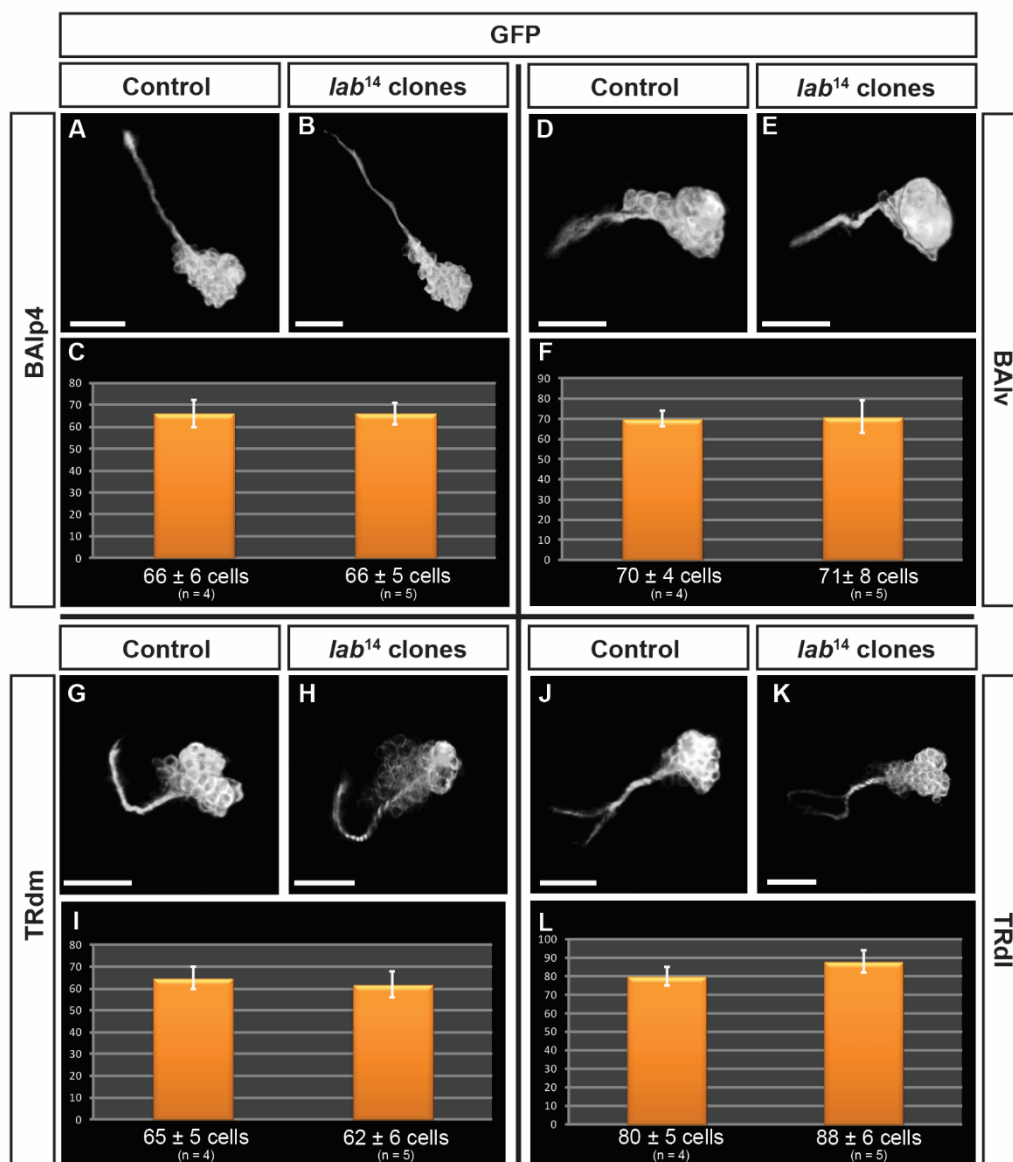 GFP
Control
lab¹⁴ clones
Control
lab¹⁴ clones
BAlp4
A
B
D
E
BAlv
C
80
70
60
50
40
30
20
10
0
66 ± 6 cells
(n = 4)
66 ± 5 cells
(n = 5)
F
90
80
70
60
50
40
30
20
10
0
70 ± 4 cells
(n = 4)
71± 8 cells
(n = 5)
Control
lab¹⁴ clones
Control
lab¹⁴ clones
TRdm
G
H
J
K
TRdl
I
80
70
60
50
40
30
20
10
0
65 ± 5 cells
(n = 4)
62 ± 6 cells
(n = 5)
L
100
90
80
70
60
50
40
30
20
10
0
80 ± 5 cells
(n = 4)
88 ± 6 cells
(n = 5)